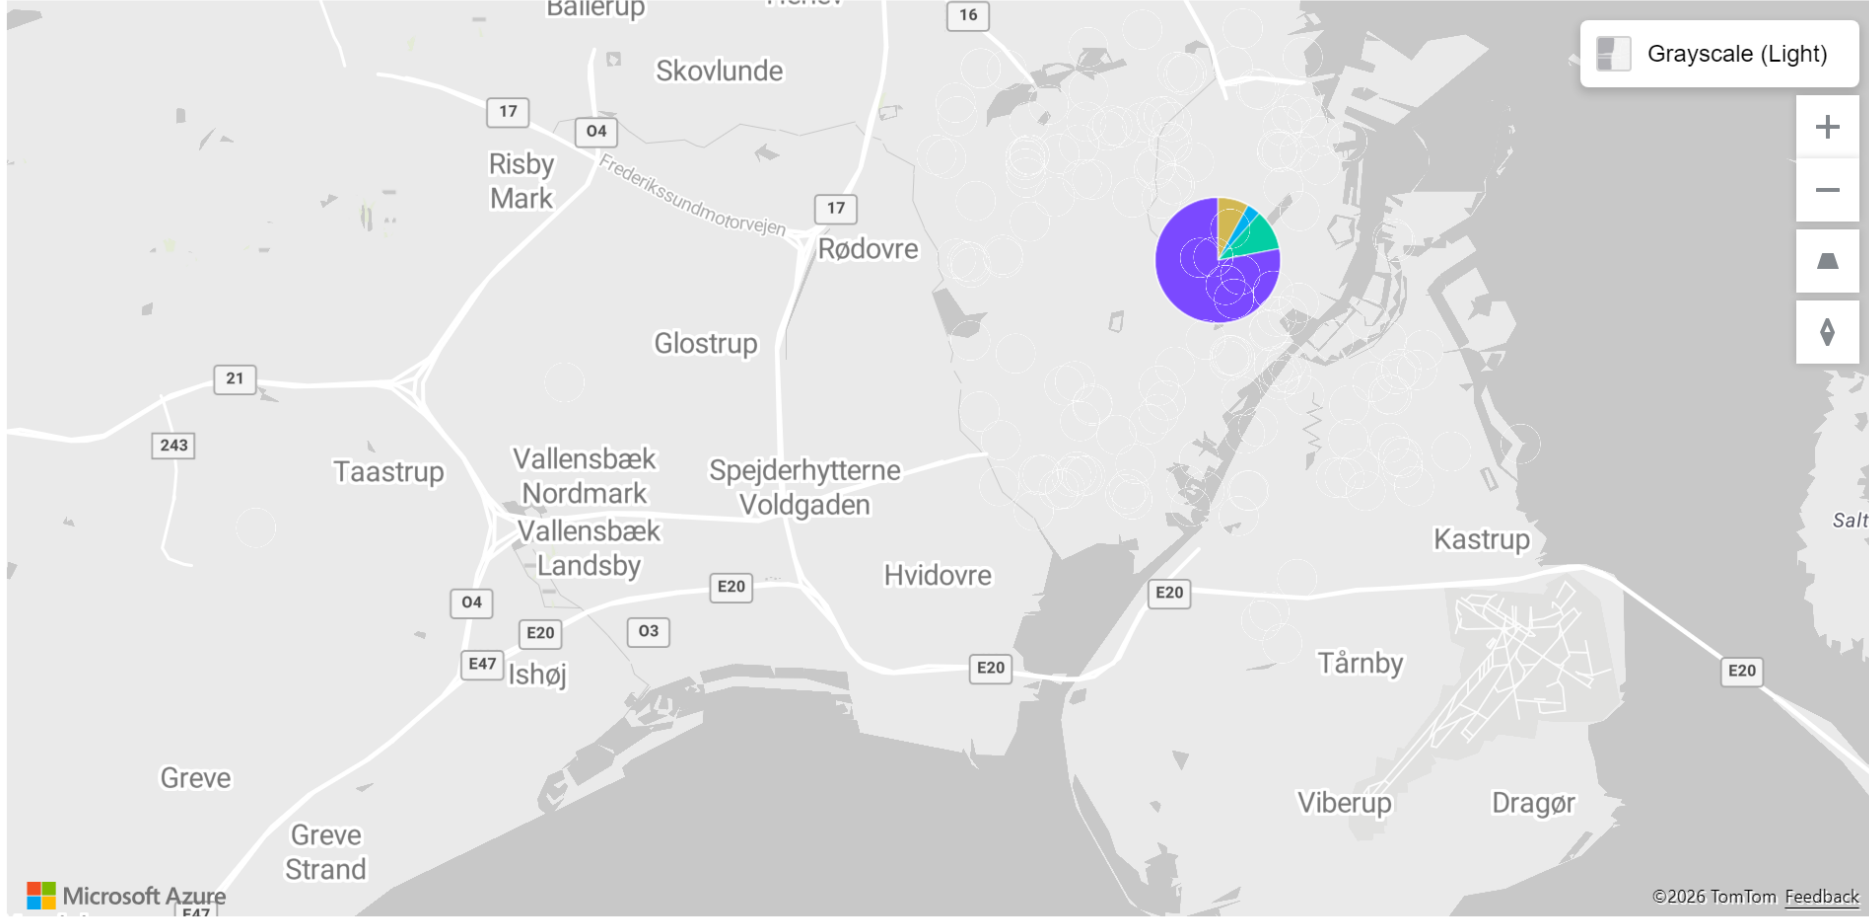 Ballerup
16
Grayscale (Light)
Skovlunde
17
O4
Risby
Mark
Frederikssundmotorvejen
17
Rødovre
Glostrup
21
243
Taastrup
Vallensbæk
Nordmark
Spejderhytterne
Voldgaden
Vallensbæk
Landsby
Salt
Kastrup
Hvidovre
E20
E20
O4
E20
O3
E47
Ishøj
E20
Tårnby
E20
Greve
Viberup
Dragør
Greve
Strand
Microsoft Azure
©2026 TomTom Feedback
E47